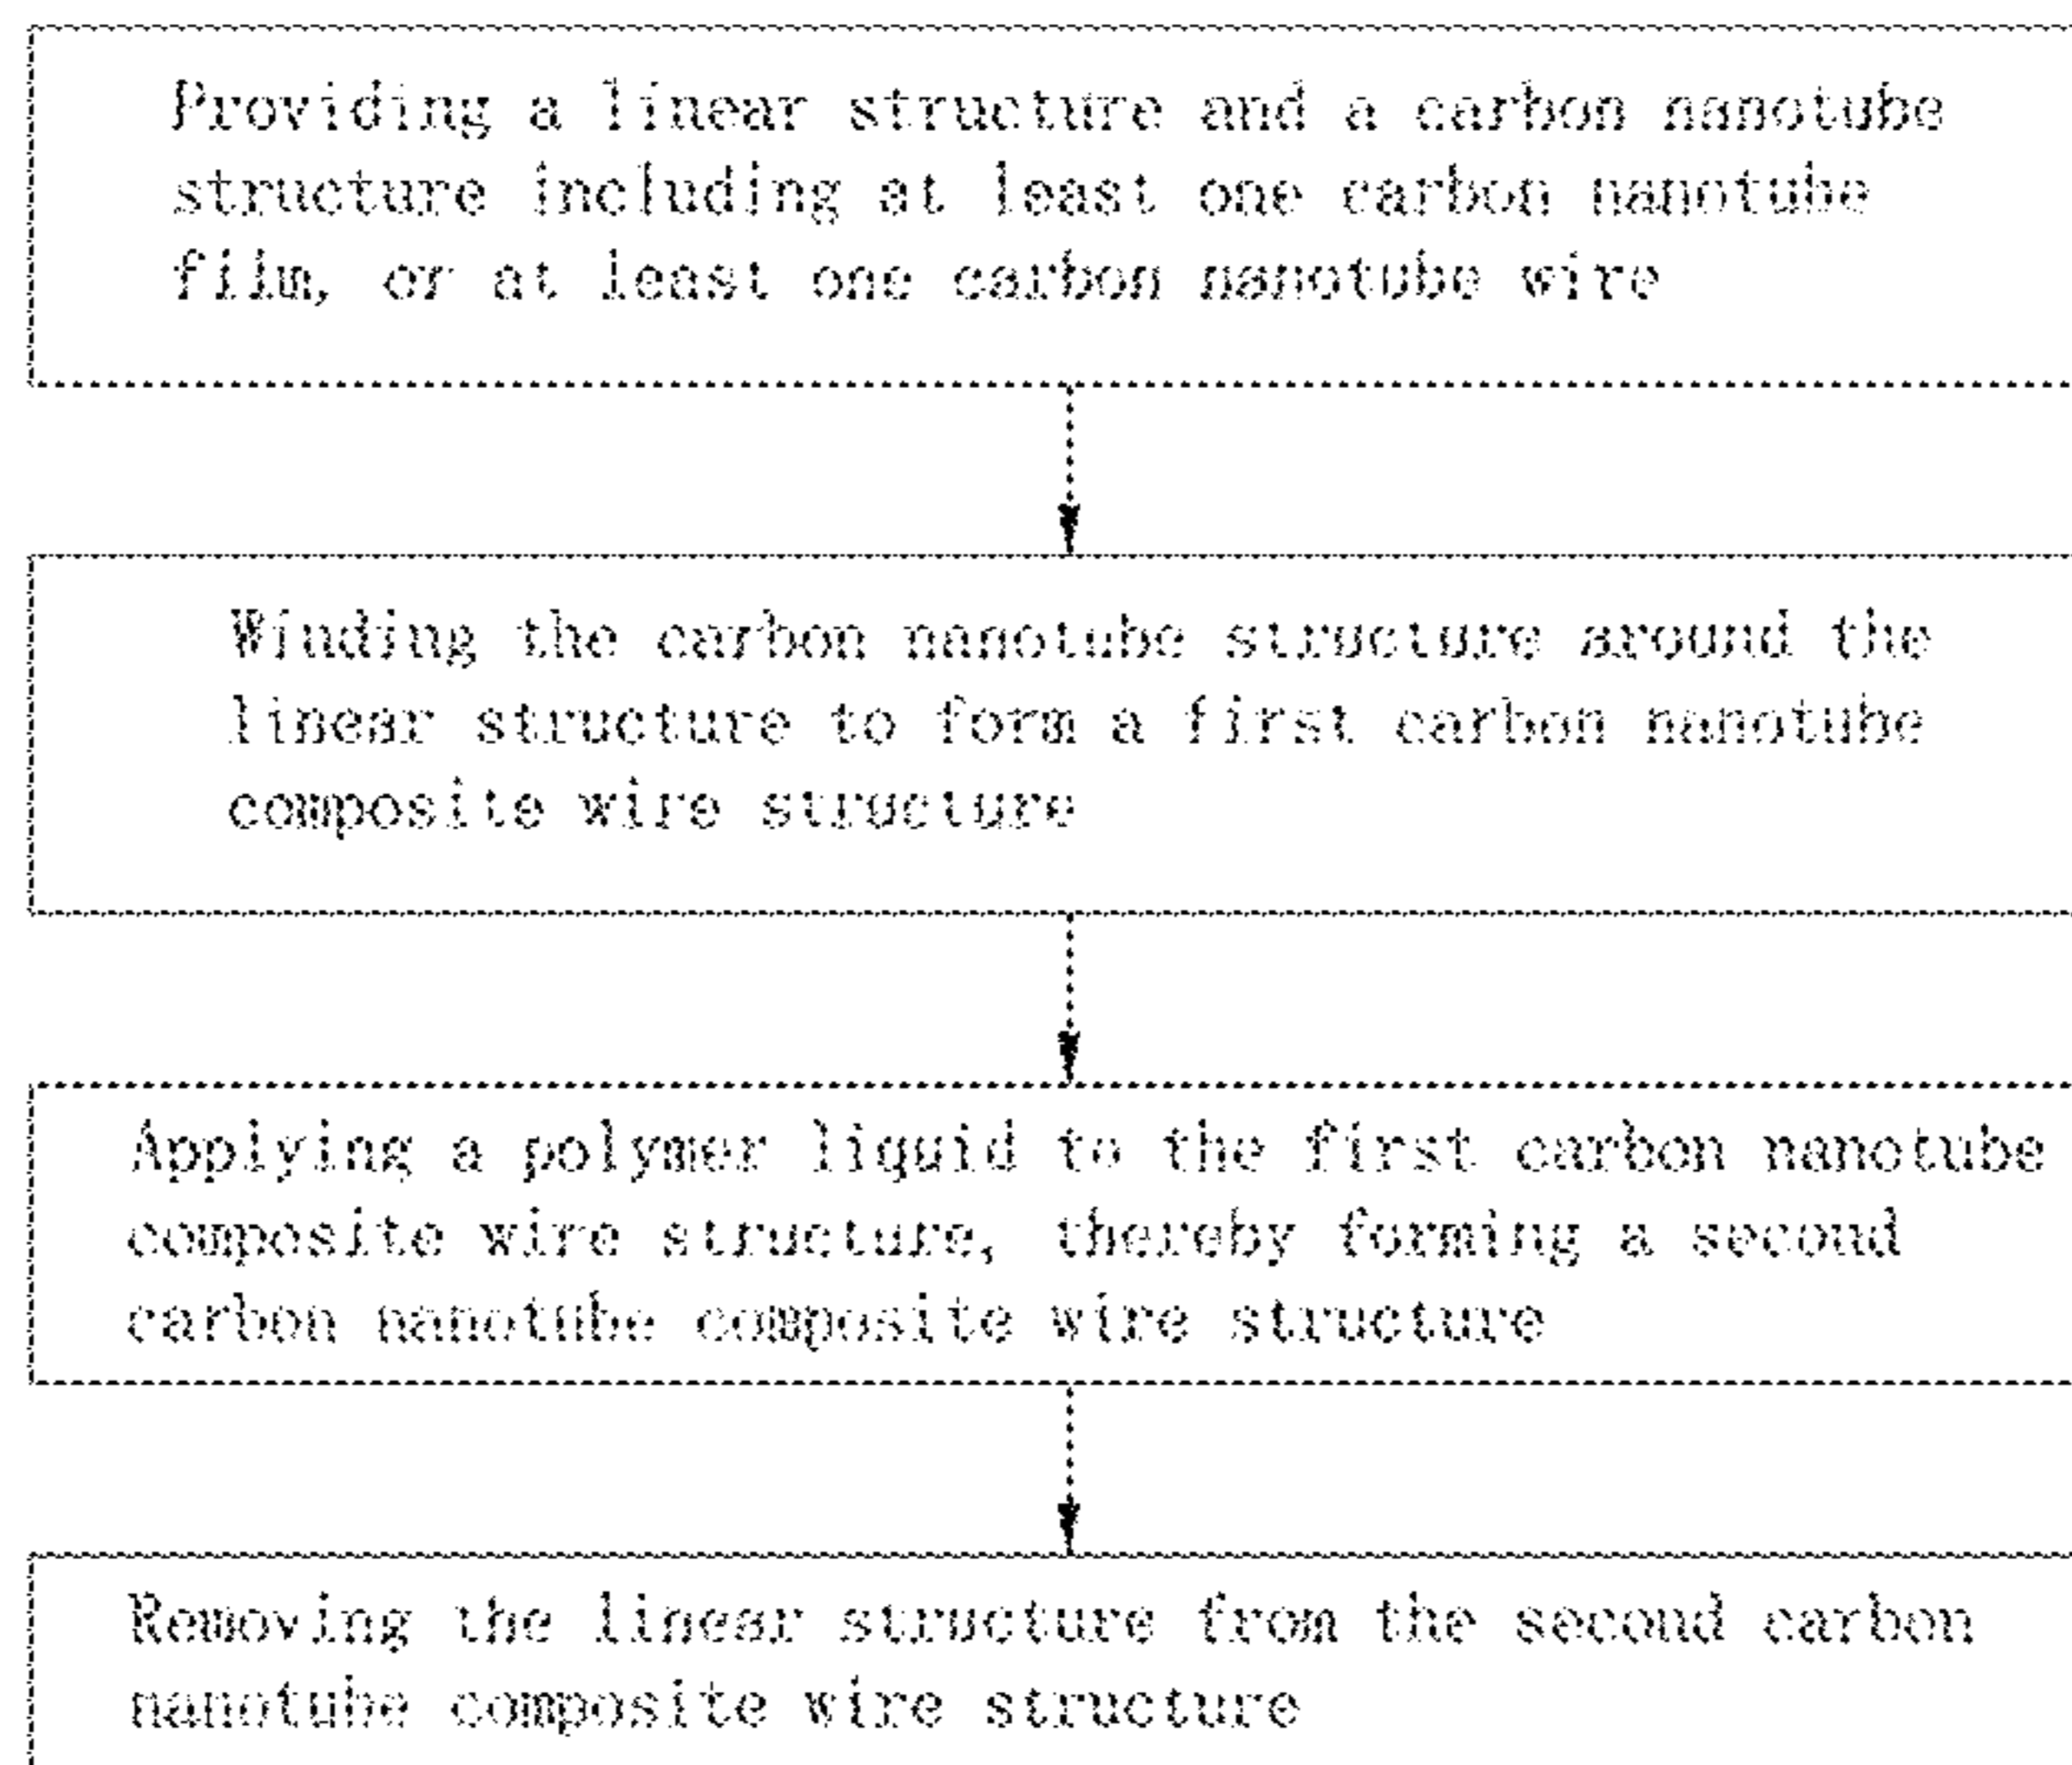 Providing a linear structure and a carbon nanotube
structure including at least one carbon nanotube
film, or at least one carbon nanotube wire
Winding the carbon nanotube structure around the
linear structure to form a first carbon nanotube
composite wire structure
Applying a polymer liquid to the first carbon nanotube
composite wire structure, thereby forming a second
carbon nanotube composite wire structure
Removing the linear structure from the second carbon
nanotube composite wire structure